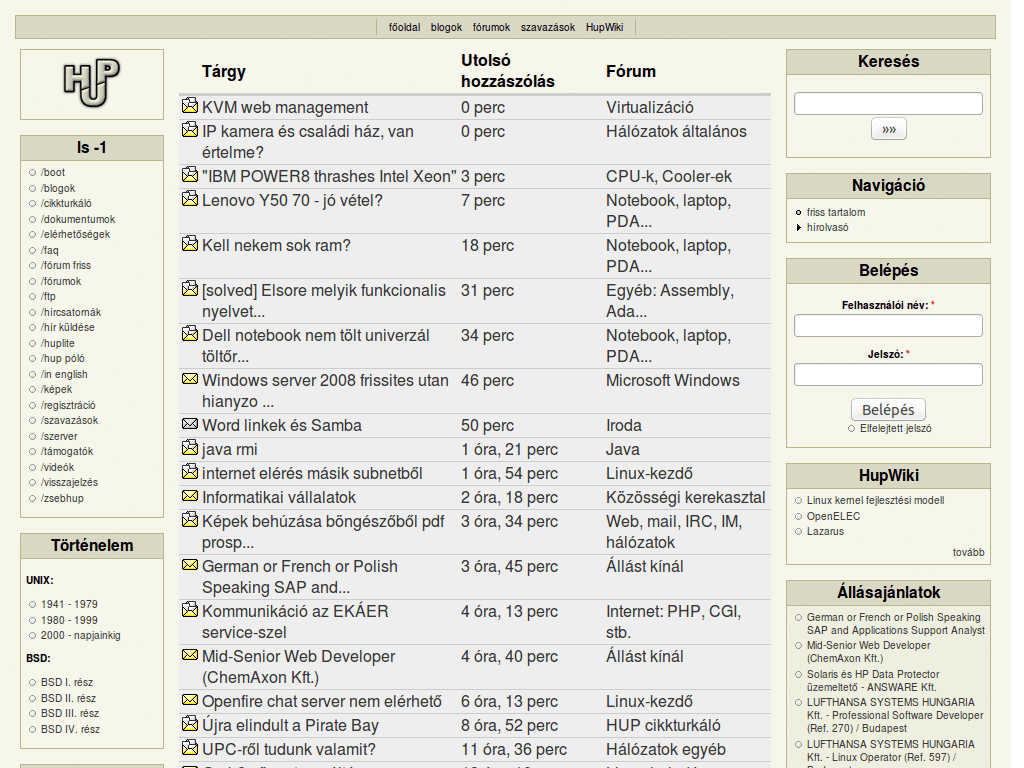 főoldal blogok fórumok szavazások HupWiki
HUP
ls -1
/boot
/blogok
/cikkturkáló
/dokumentumok
/elérhetőségek
/faq
/fórum friss
/fórumok
/ftp
/hírcsatornák
/hír küldése
/huplite
/hup póló
/in english
/képek
/regisztráció
/szavazások
/szerver
/támogatók
/videók
/visszajelzés
/zsebhup
Történelem
UNIX:
1941 - 1979
1980 - 1999
2000 - napjainkig
BSD:
BSD I. rész
BSD II. rész
BSD III. rész
BSD IV. rész
Tárgy Utolsó hozzászólás Fórum
KVM web management 0 perc Virtualizáció
IP kamera és családi ház, van 0 perc Hálózatok általános
értelme?
"IBM POWER8 thrashes Intel Xeon" 3 perc CPU-k, Cooler-ek
Lenovo Y50 70 - jó vétel? 7 perc Notebook, laptop,
PDA...
Kell nekem sok ram? 18 perc Notebook, laptop,
PDA...
[solved] Elsore melyik funkcionalis 31 perc Egyéb: Assembly,
nyelvet... Ada...
Dell notebook nem tölt univerzál 34 perc Notebook, laptop,
töltőr... PDA...
Windows server 2008 frissites utan 46 perc Microsoft Windows
hianyzo ...
Word linkek és Samba 50 perc Iroda
java rmi 1 óra, 21 perc Java
internet elérés másik subnetből 1 óra, 54 perc Linux-kezdő
Informatikai vállalatok 2 óra, 18 perc Közösségi kerekasztal
Képek behúzása böngészőből pdf 3 óra, 34 perc Web, mail, IRC, IM,
prosp... hálózatok
German or French or Polish 3 óra, 45 perc Állást kínál
Speaking SAP and...
Kommunikáció az EKÁER 4 óra, 13 perc Internet: PHP, CGI,
service-szel stb.
Mid-Senior Web Developer 4 óra, 40 perc Állást kínál
(ChemAxon Kft.)
Openfire chat server nem elérhető 6 óra, 13 perc Linux-kezdő
Újra elindult a Pirate Bay 8 óra, 52 perc HUP cikkturkáló
UPC-ről tudunk valamit? 11 óra, 36 perc Hálózatok egyéb
Keresés
»»
Navigáció
friss tartalom
hírolvasó
Belépés
Felhasználói név: *
Jelszó: *
Belépés
Elfelejtett jelszó
HupWiki
Linux kernel fejlesztési modell
OpenELEC
Lazarus
tovább
Állásajánlatok
German or French or Polish Speaking
SAP and Applications Support Analyst
Mid-Senior Web Developer
(ChemAxon Kft.)
Solaris és HP Data Protector
üzemeltető - ANSWARE Kft.
LUFTHANSA SYSTEMS HUNGARIA
Kft. - Professional Software Developer
(Ref. 270) / Budapest
LUFTHANSA SYSTEMS HUNGARIA
Kft. - Linux Operator (Ref. 597) /